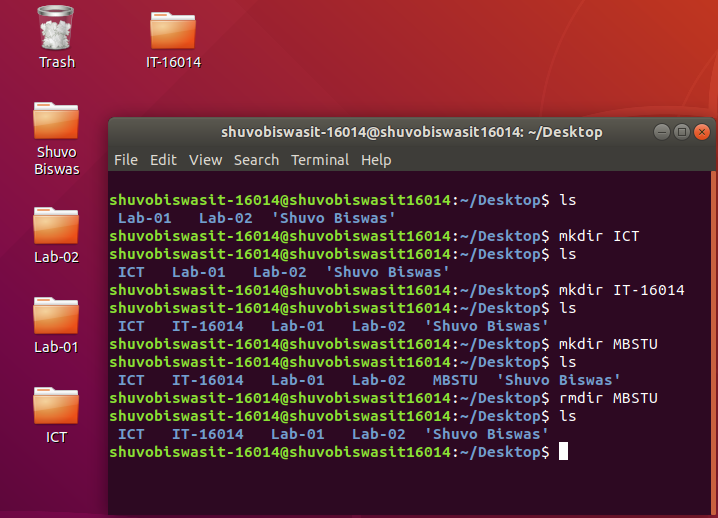 Trash
IT-16014
Shuvo
Biswas
Lab-02
Lab-01
ICT
shuvobiswasit-16014@shuvobiswasit16014: ~/Desktop
File Edit View Search Terminal Help
shuvobiswasit-16014@shuvobiswasit16014:~/Desktop$ ls
Lab-01 Lab-02 'Shuvo Biswas'
shuvobiswasit-16014@shuvobiswasit16014:~/Desktop$ mkdir ICT
shuvobiswasit-16014@shuvobiswasit16014:~/Desktop$ ls
ICT Lab-01 Lab-02 'Shuvo Biswas'
shuvobiswasit-16014@shuvobiswasit16014:~/Desktop$ mkdir IT-16014
shuvobiswasit-16014@shuvobiswasit16014:~/Desktop$ ls
ICT IT-16014 Lab-01 Lab-02 'Shuvo Biswas'
shuvobiswasit-16014@shuvobiswasit16014:~/Desktop$ mkdir MBSTU
shuvobiswasit-16014@shuvobiswasit16014:~/Desktop$ ls
ICT IT-16014 Lab-01 Lab-02 MBSTU 'Shuvo Biswas'
shuvobiswasit-16014@shuvobiswasit16014:~/Desktop$ rmdir MBSTU
shuvobiswasit-16014@shuvobiswasit16014:~/Desktop$ ls
ICT IT-16014 Lab-01 Lab-02 'Shuvo Biswas'
shuvobiswasit-16014@shuvobiswasit16014:~/Desktop$